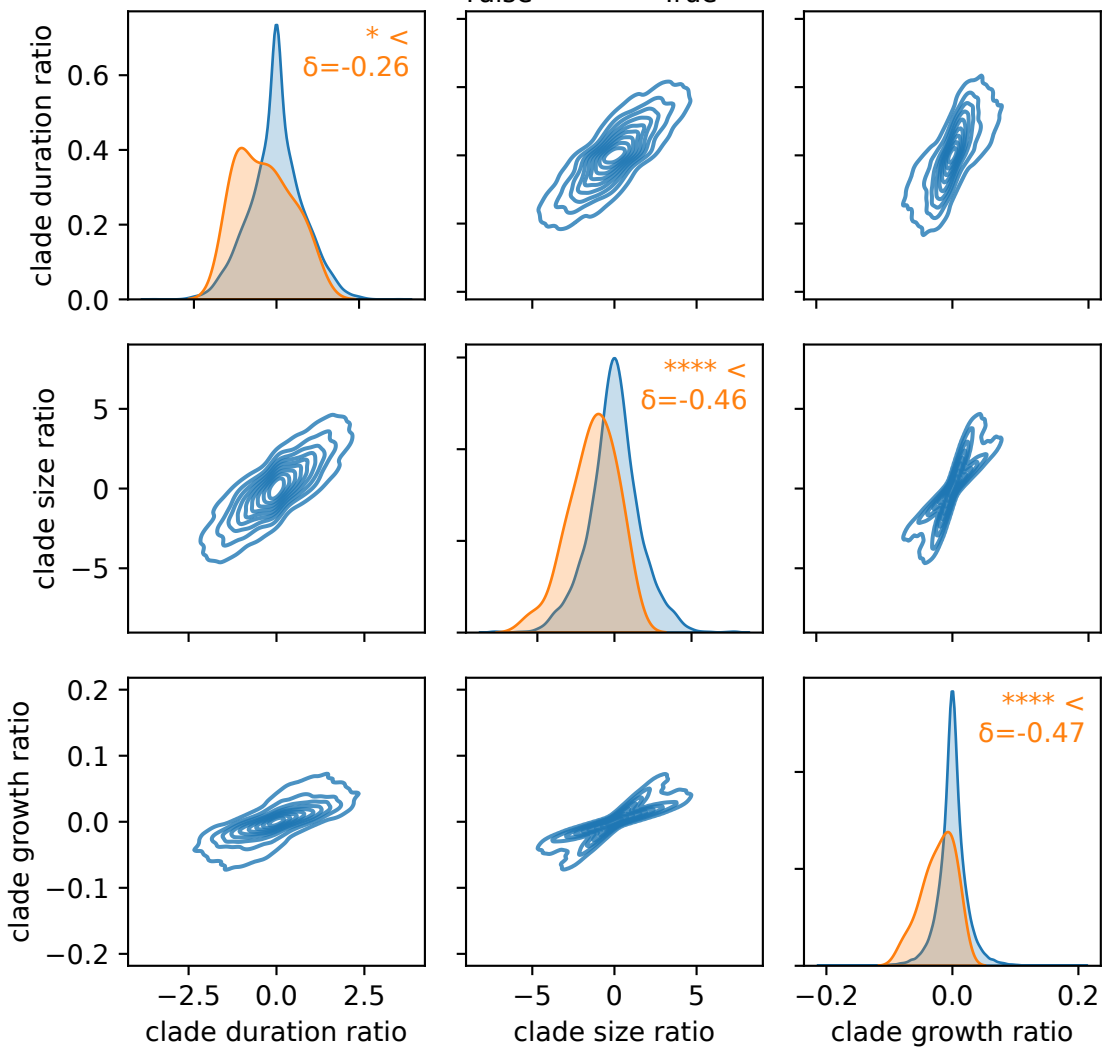 False True
clade duration ratio
0.6
0.4
0.2
0.0
* <
δ=-0.26
clade size ratio
5
0
−5
**** <
δ=-0.46
clade growth ratio
0.2
0.1
0.0
−0.1
−0.2
**** <
δ=-0.47
−2.5 0.0 2.5
−5 0 5
−0.2 0.0 0.2
clade duration ratio
clade size ratio
clade growth ratio